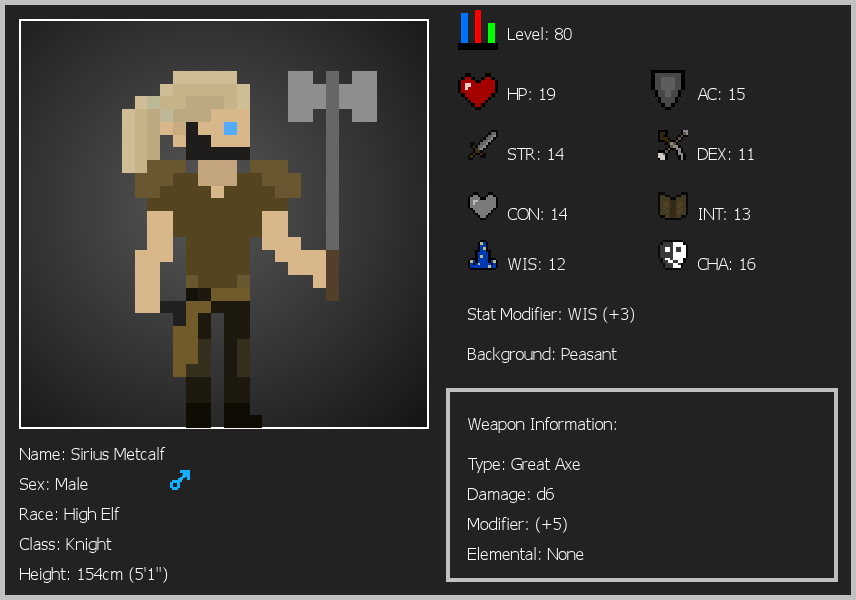 Level: 80
HP: 19
AC: 15
STR: 14
DEX: 11
CON: 14
INT: 13
WIS: 12
CHA: 16
Stat Modifier: WIS (+3)
Background: Peasant
Weapon Information:
Type: Great Axe
Damage: d6
Modifier: (+5)
Elemental: None
Name: Sirius Metcalf
Sex: Male
Race: High Elf
Class: Knight
Height: 154cm (5'1")